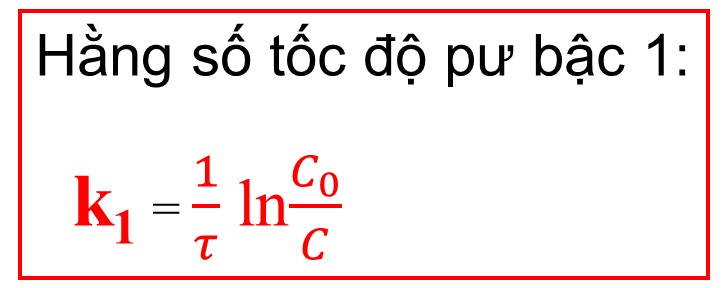 Hằng số tốc độ pư bậc 1:
k₁ = 1/τ ln C₀/C